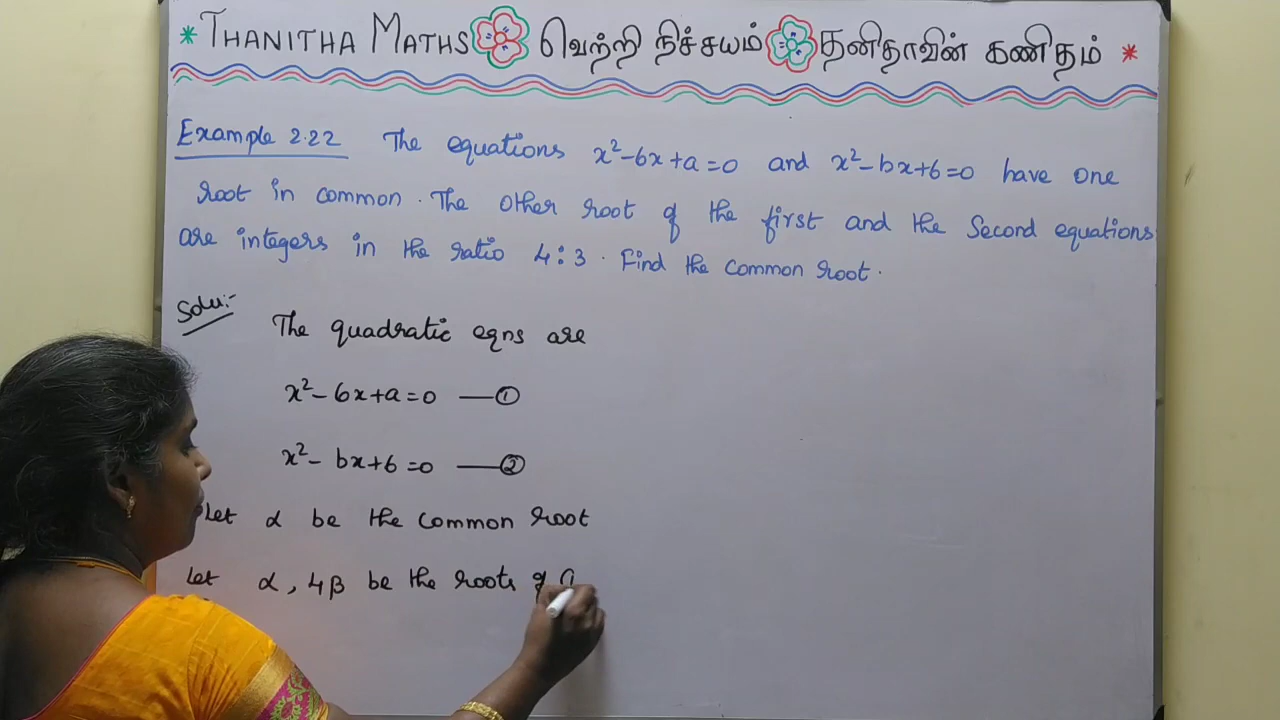 * THANITHA MATHS வெற்றி நிச்சயம் தனிதாவின் கணிதம் *
Example 2.22 The equations x²-6x+a=0 and x²-bx+6=0 have one
root in common. The other root of the first and the Second equations
are integers in the ratio 4:3. Find the common root.
Solu:-
The quadratic eqns are
x²-6x+a=0 —①
x²-bx+6=0 —②
Let α be the common root
Let α, 4β be the roots of